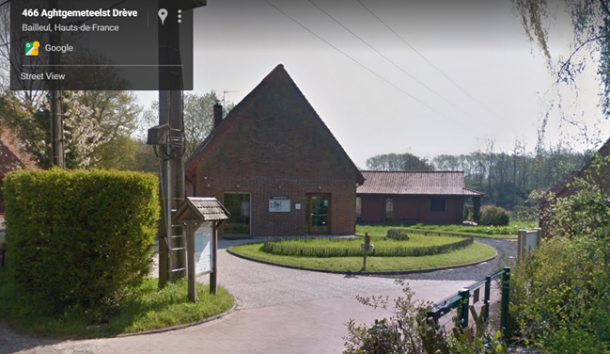 466 Aghtgemeteelst Drève
Bailleul, Hauts-de-France
Google
Street View